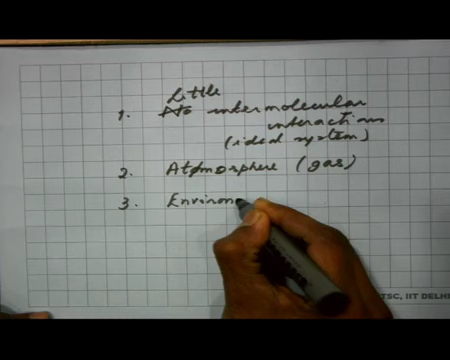 Little
1. No intermolecular
interactions
(ideal system)
2. Atmosphere (gas)
3. Environ
TSC, IIT DELHI